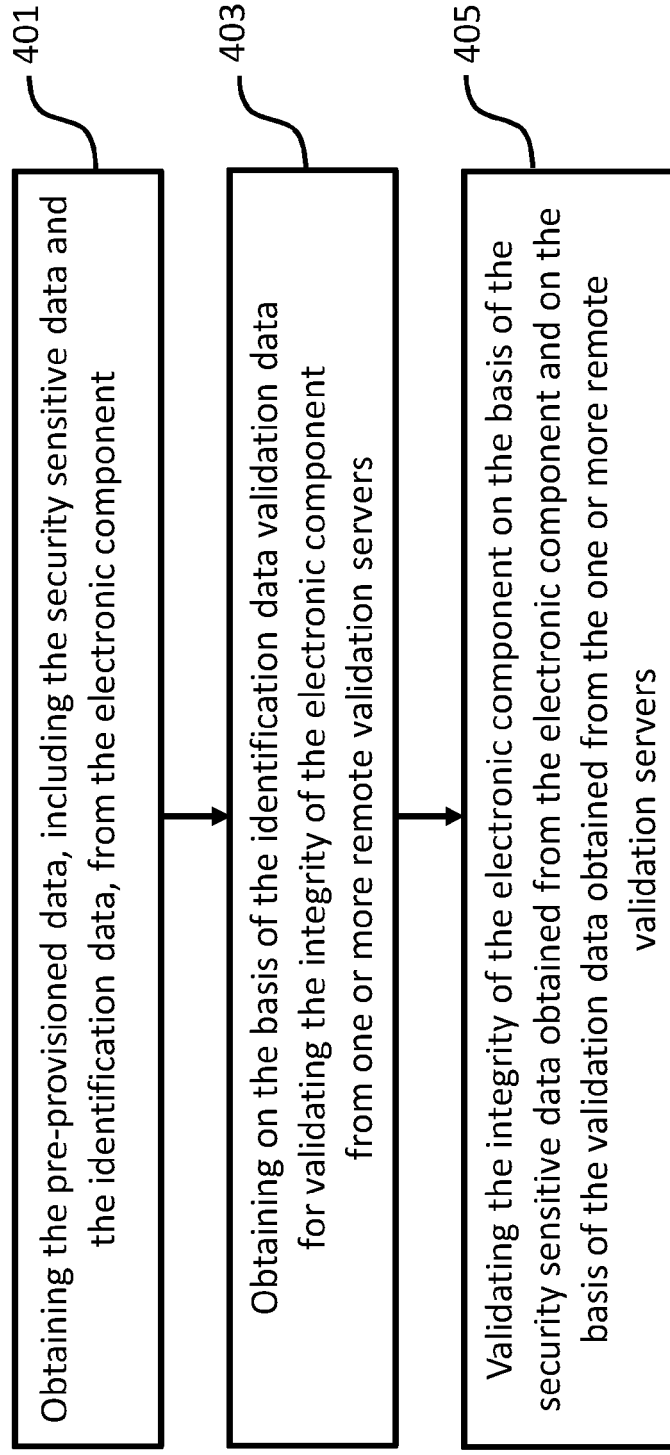 401
Obtaining the pre-provisioned data, including the security sensitive data and
the identification data, from the electronic component
403
Obtaining on the basis of the identification data validation data
for validating the integrity of the electronic component
from one or more remote validation servers
405
Validating the integrity of the electronic component on the basis of the
security sensitive data obtained from the electronic component and on the
basis of the validation data obtained from the one or more remote
validation servers